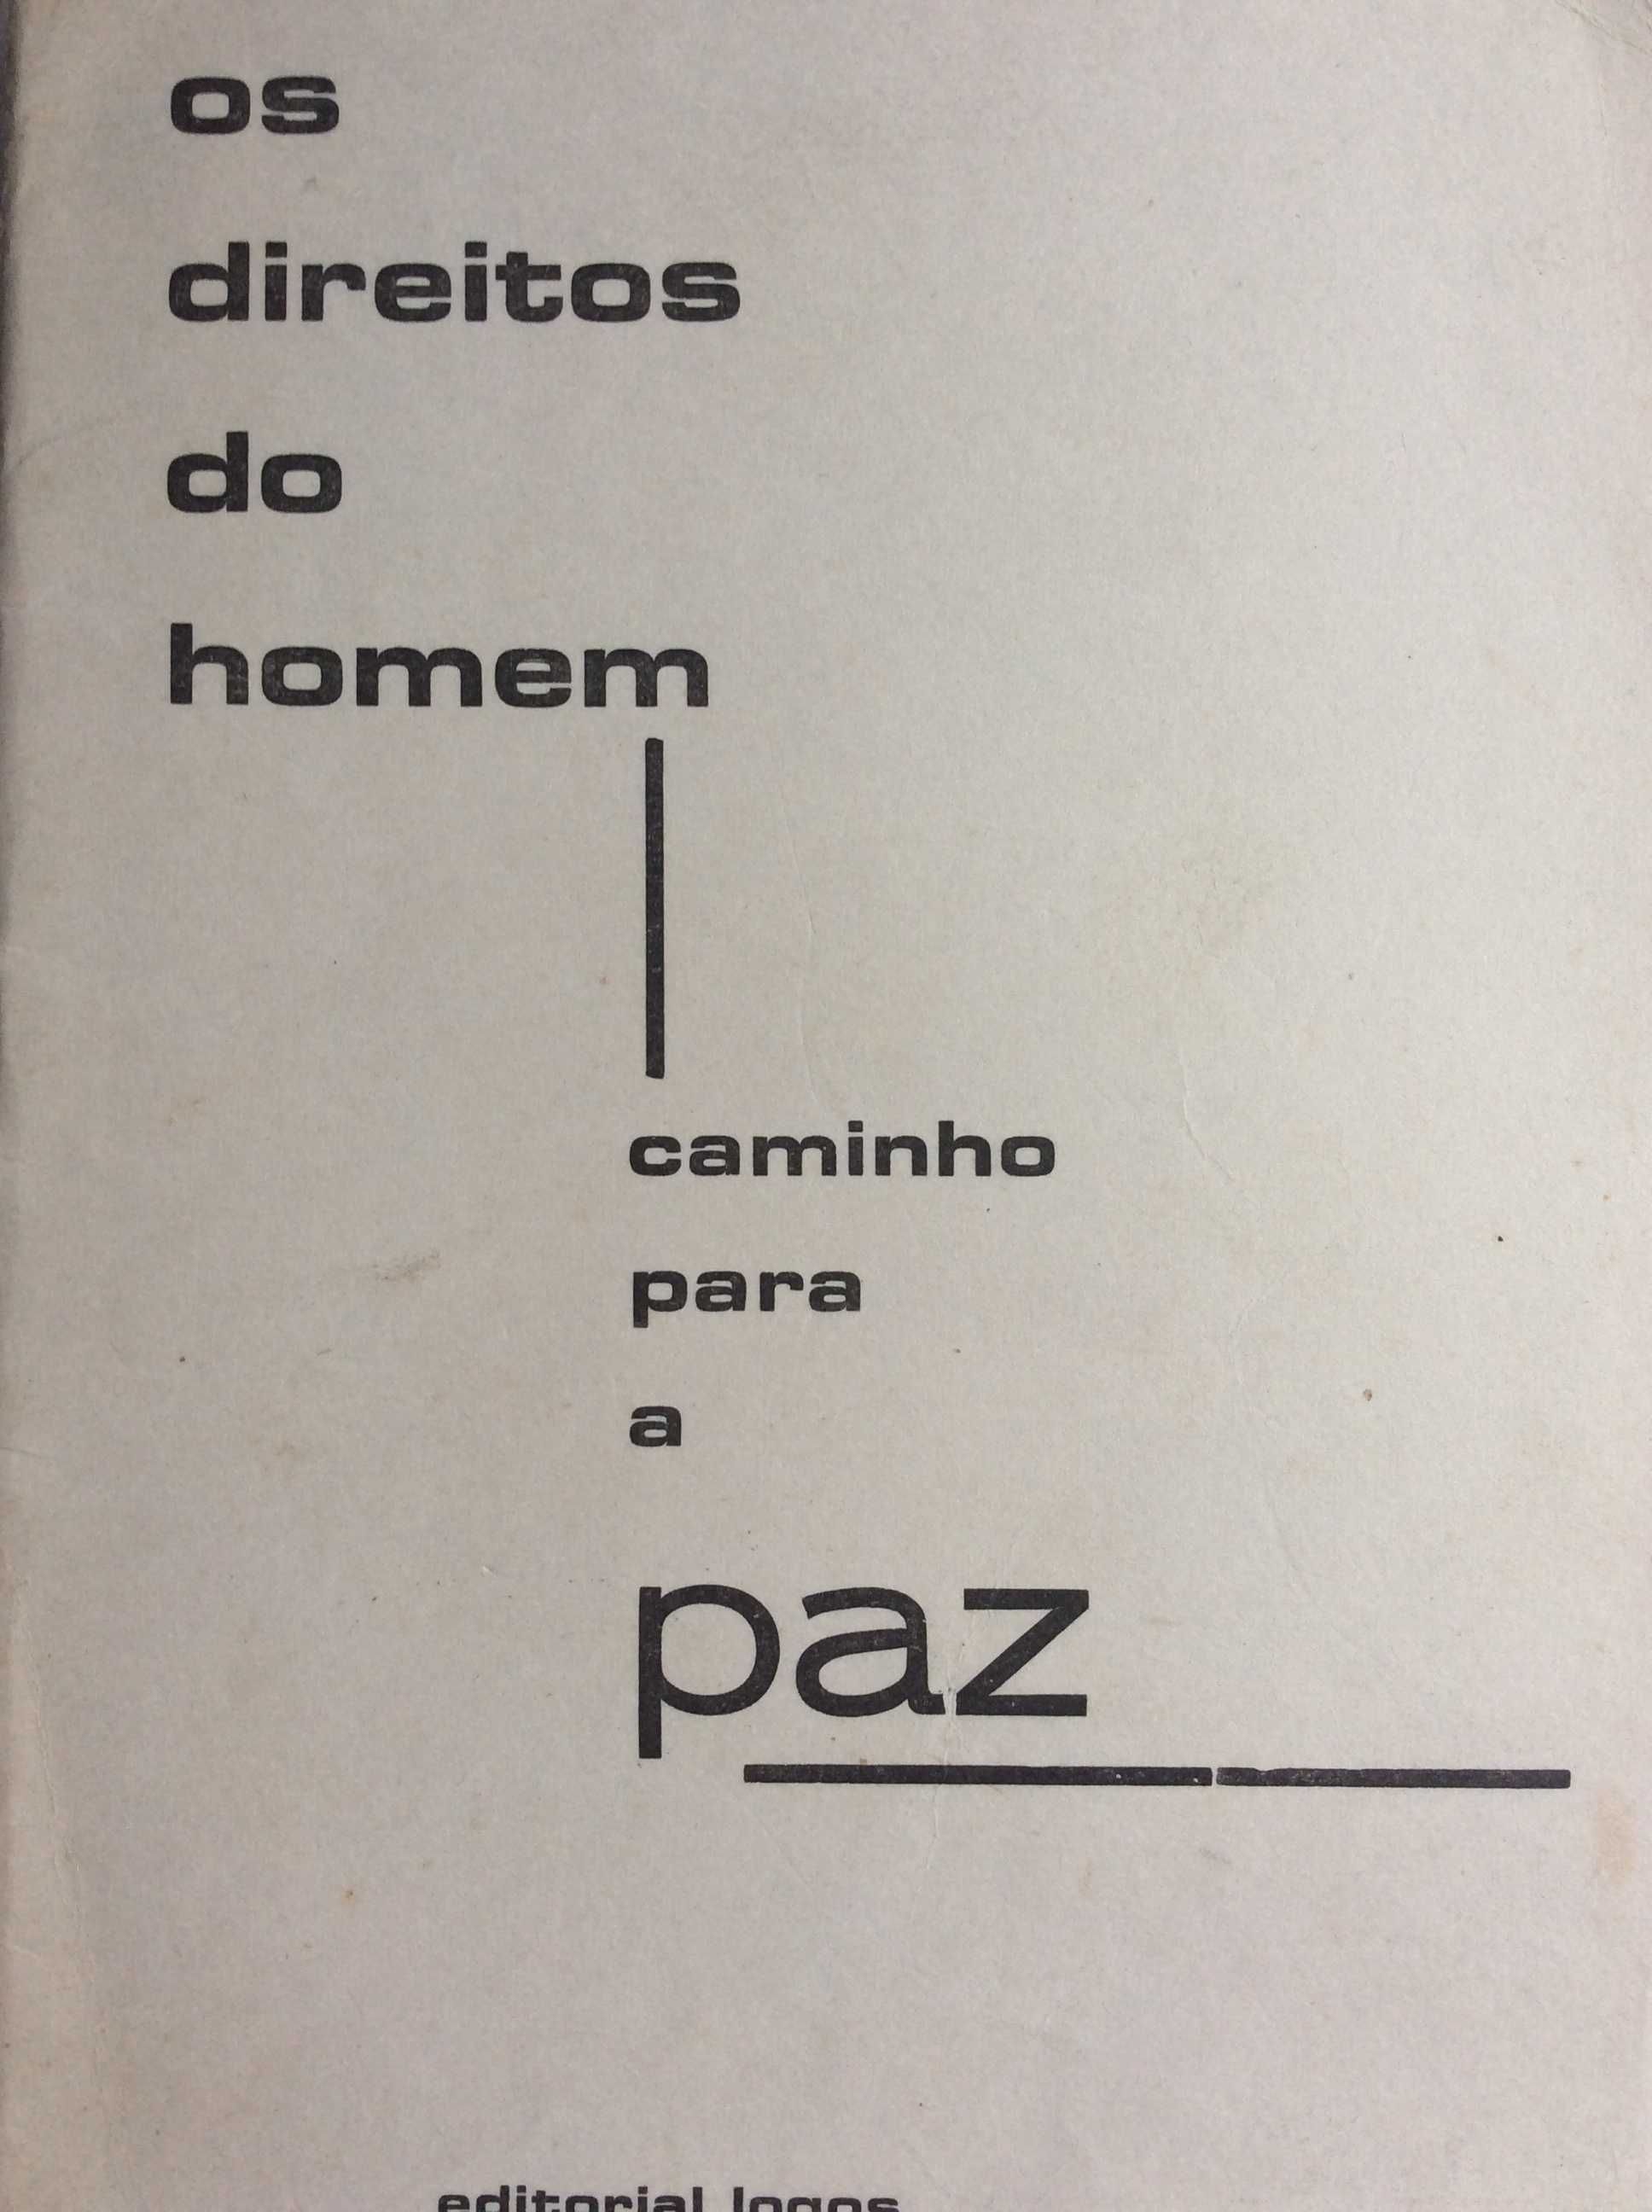 os
direitos
do
homem
caminho
para
a
paz
editorial logos